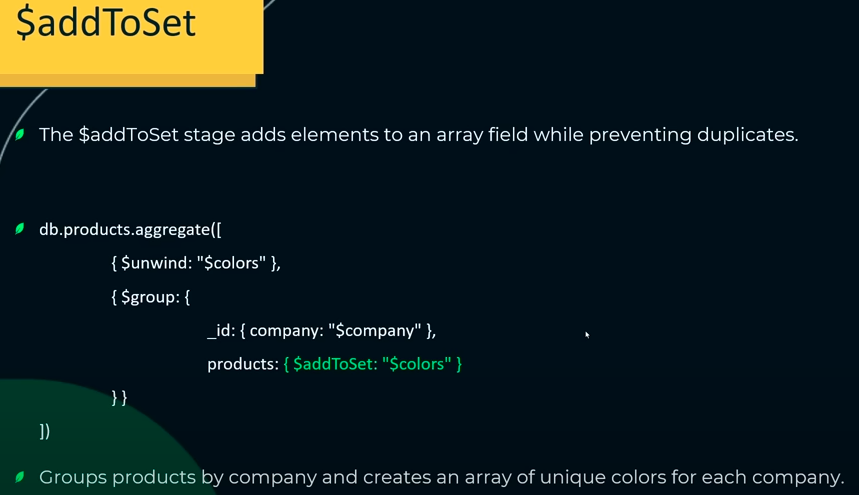 $addToSet
The $addToSet stage adds elements to an array field while preventing duplicates.
db.products.aggregate([
{ $unwind: "$colors" },
{ $group: {
_id: { company: "$company" },
products: { $addToSet: "$colors" }
} }
])
Groups products by company and creates an array of unique colors for each company.